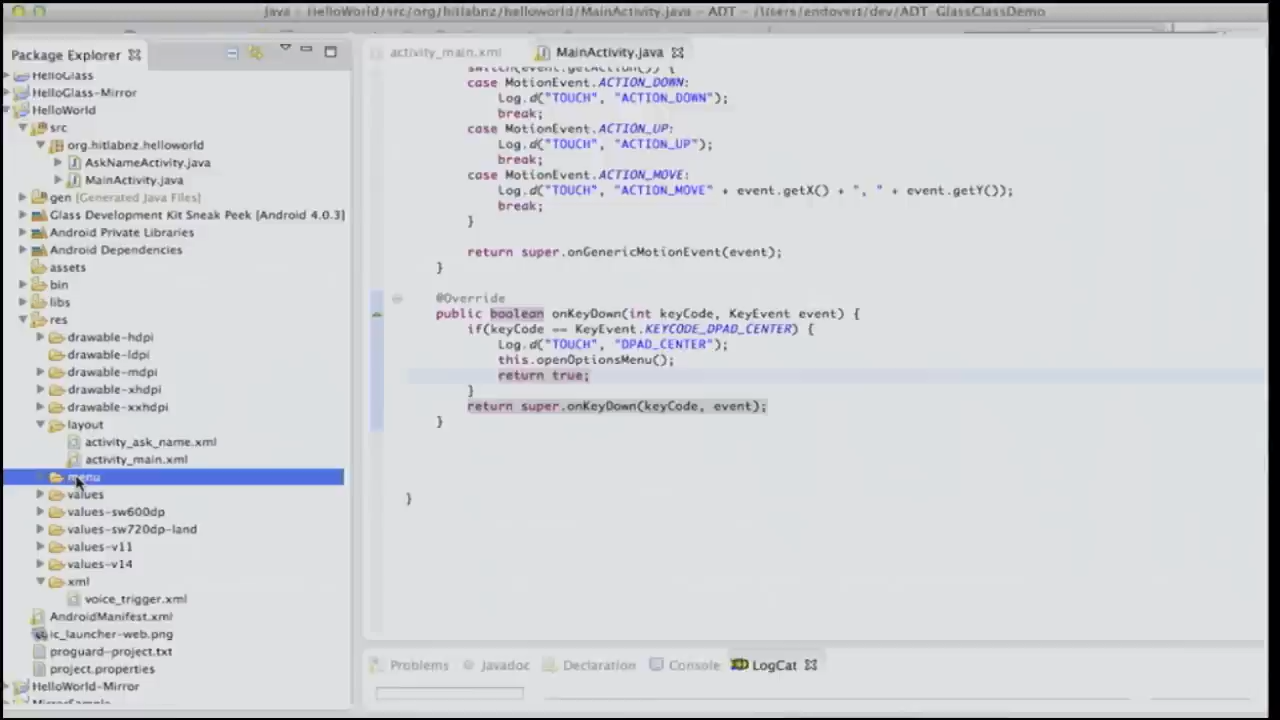 Java - HelloWorld/src/org/hitlabnz/helloworld/MainActivity.java - ADT - /Users/endovert/dev/ADT-GlassClassDemo
Package Explorer
HelloGlass
HelloGlass-Mirror
HelloWorld
src
org.hitlabnz.helloworld
AskNameActivity.java
MainActivity.java
gen [Generated Java Files]
Glass Development Kit Sneak Peek [Android 4.0.3]
Android Private Libraries
Android Dependencies
assets
bin
libs
res
drawable-hdpi
drawable-ldpi
drawable-mdpi
drawable-xhdpi
drawable-xxhdpi
layout
activity_ask_name.xml
activity_main.xml
menu
values
values-sw600dp
values-sw720dp-land
values-v11
values-v14
xml
voice_trigger.xml
AndroidManifest.xml
ic_launcher-web.png
proguard-project.txt
project.properties
HelloWorld-Mirror
MirrorSample
activity_main.xml
MainActivity.java
switch(event.getAction()) {
case MotionEvent.ACTION_DOWN:
Log.d("TOUCH", "ACTION_DOWN");
break;
case MotionEvent.ACTION_UP:
Log.d("TOUCH", "ACTION_UP");
break;
case MotionEvent.ACTION_MOVE:
Log.d("TOUCH", "ACTION_MOVE" + event.getX() + ", " + event.getY());
break;
}
return super.onGenericMotionEvent(event);
}
@Override
public boolean onKeyDown(int keyCode, KeyEvent event) {
if(keyCode == KeyEvent.KEYCODE_DPAD_CENTER) {
Log.d("TOUCH", "DPAD_CENTER");
this.openOptionsMenu();
return true;
}
return super.onKeyDown(keyCode, event);
}
}
Problems
Javadoc
Declaration
Console
LogCat